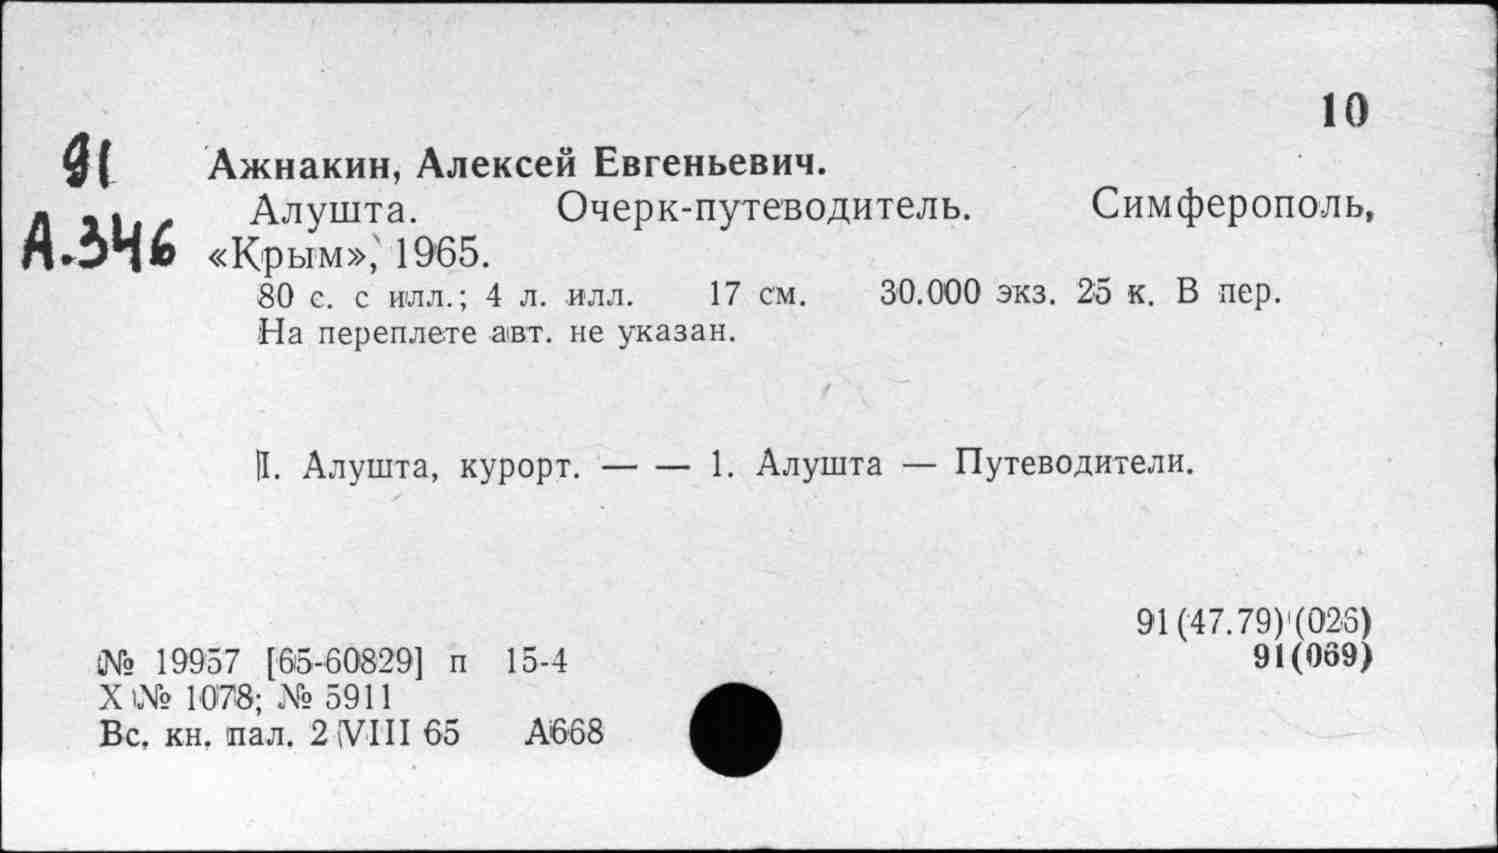 10
91
А.346
Ажнакин, Алексей Евгеньевич.
Алушта. Очерк-путеводитель. Симферополь,
«Крым», 1965.
80 с. с илл.; 4 л. илл. 17 см. 30.000 экз. 25 к. В пер.
На переплете авт. не указан.
II. Алушта, курорт. — — 1. Алушта — Путеводители.
91(47.79)(026)
91(069)
№ 19957 [65-60829] п 15-4
X № 1078; № 5911
Вс. кн. пал. 2 VIII 65 А668